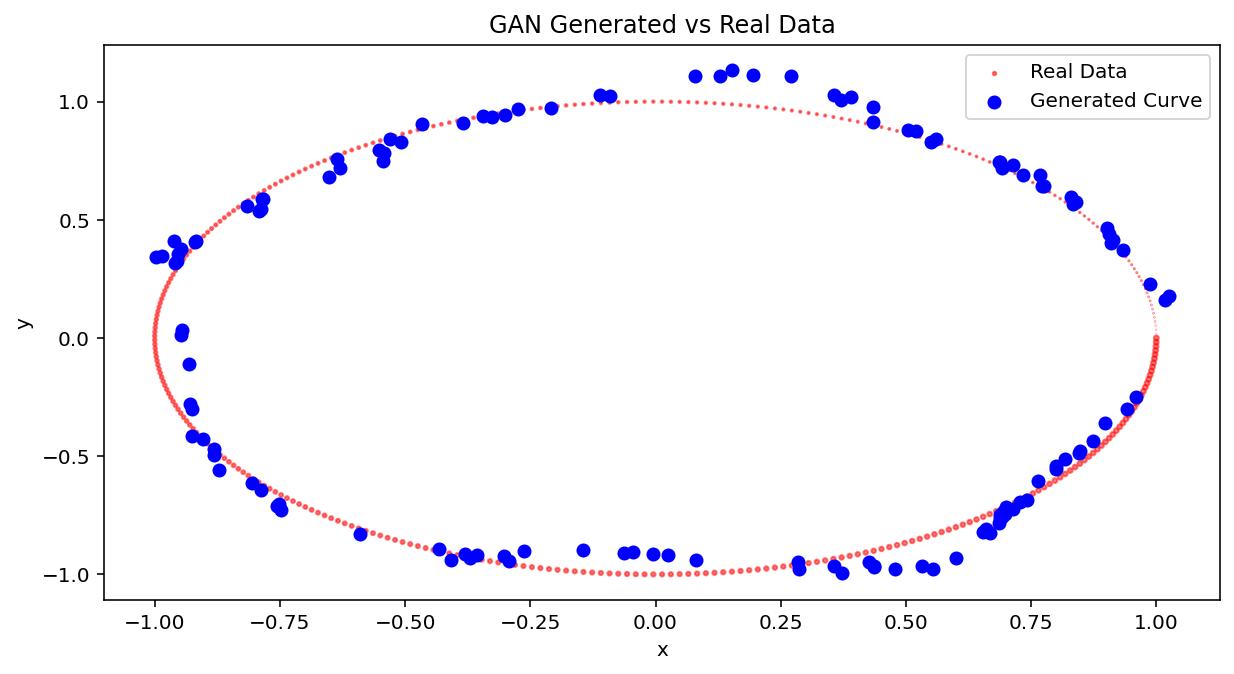 GAN Generated vs Real Data
Real Data
Generated Curve
1.0
0.5
0.0
−0.5
−1.0
y
−1.00 −0.75 −0.50 −0.25 0.00 0.25 0.50 0.75 1.00
x